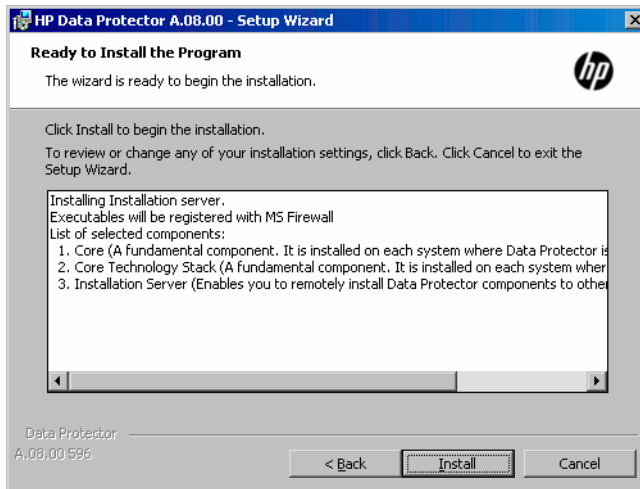 HP Data Protector A.08.00 - Setup Wizard
Ready to Install the Program
The wizard is ready to begin the installation.
hp
Click Install to begin the installation.
To review or change any of your installation settings, click Back. Click Cancel to exit the
Setup Wizard.
Installing Installation server.
Executables will be registered with MS Firewall
List of selected components:
1. Core (A fundamental component. It is installed on each system where Data Protector is
2. Core Technology Stack (A fundamental component. It is installed on each system wher
3. Installation Server (Enables you to remotely install Data Protector components to othe
Data Protector
A.08.00 596
< Back Install Cancel